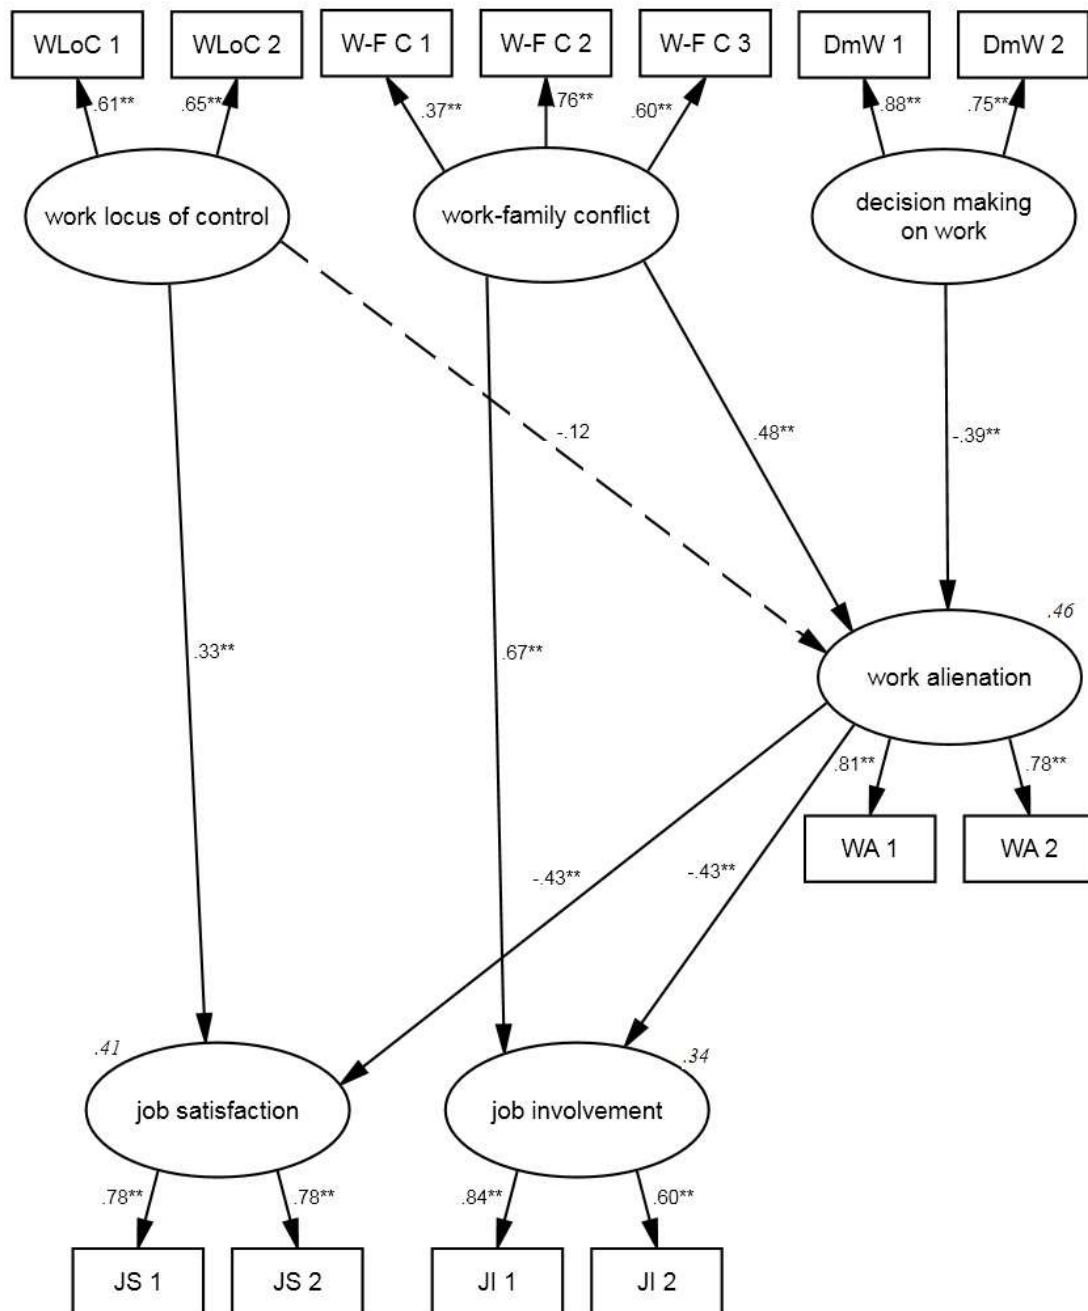 WLoC 1
WLoC 2
W-F C 1
W-F C 2
W-F C 3
DmW 1
DmW 2
.61**
.65**
.37**
.76**
.60**
.88**
.75**
work locus of control
work-family conflict
decision making
on work
-.12
.48**
-.39**
.33**
.67**
.46
work alienation
.81**
.78**
WA 1
WA 2
-.43**
-.43**
.41
.34
job satisfaction
job involvement
.78**
.78**
.84**
.60**
JS 1
JS 2
JI 1
JI 2